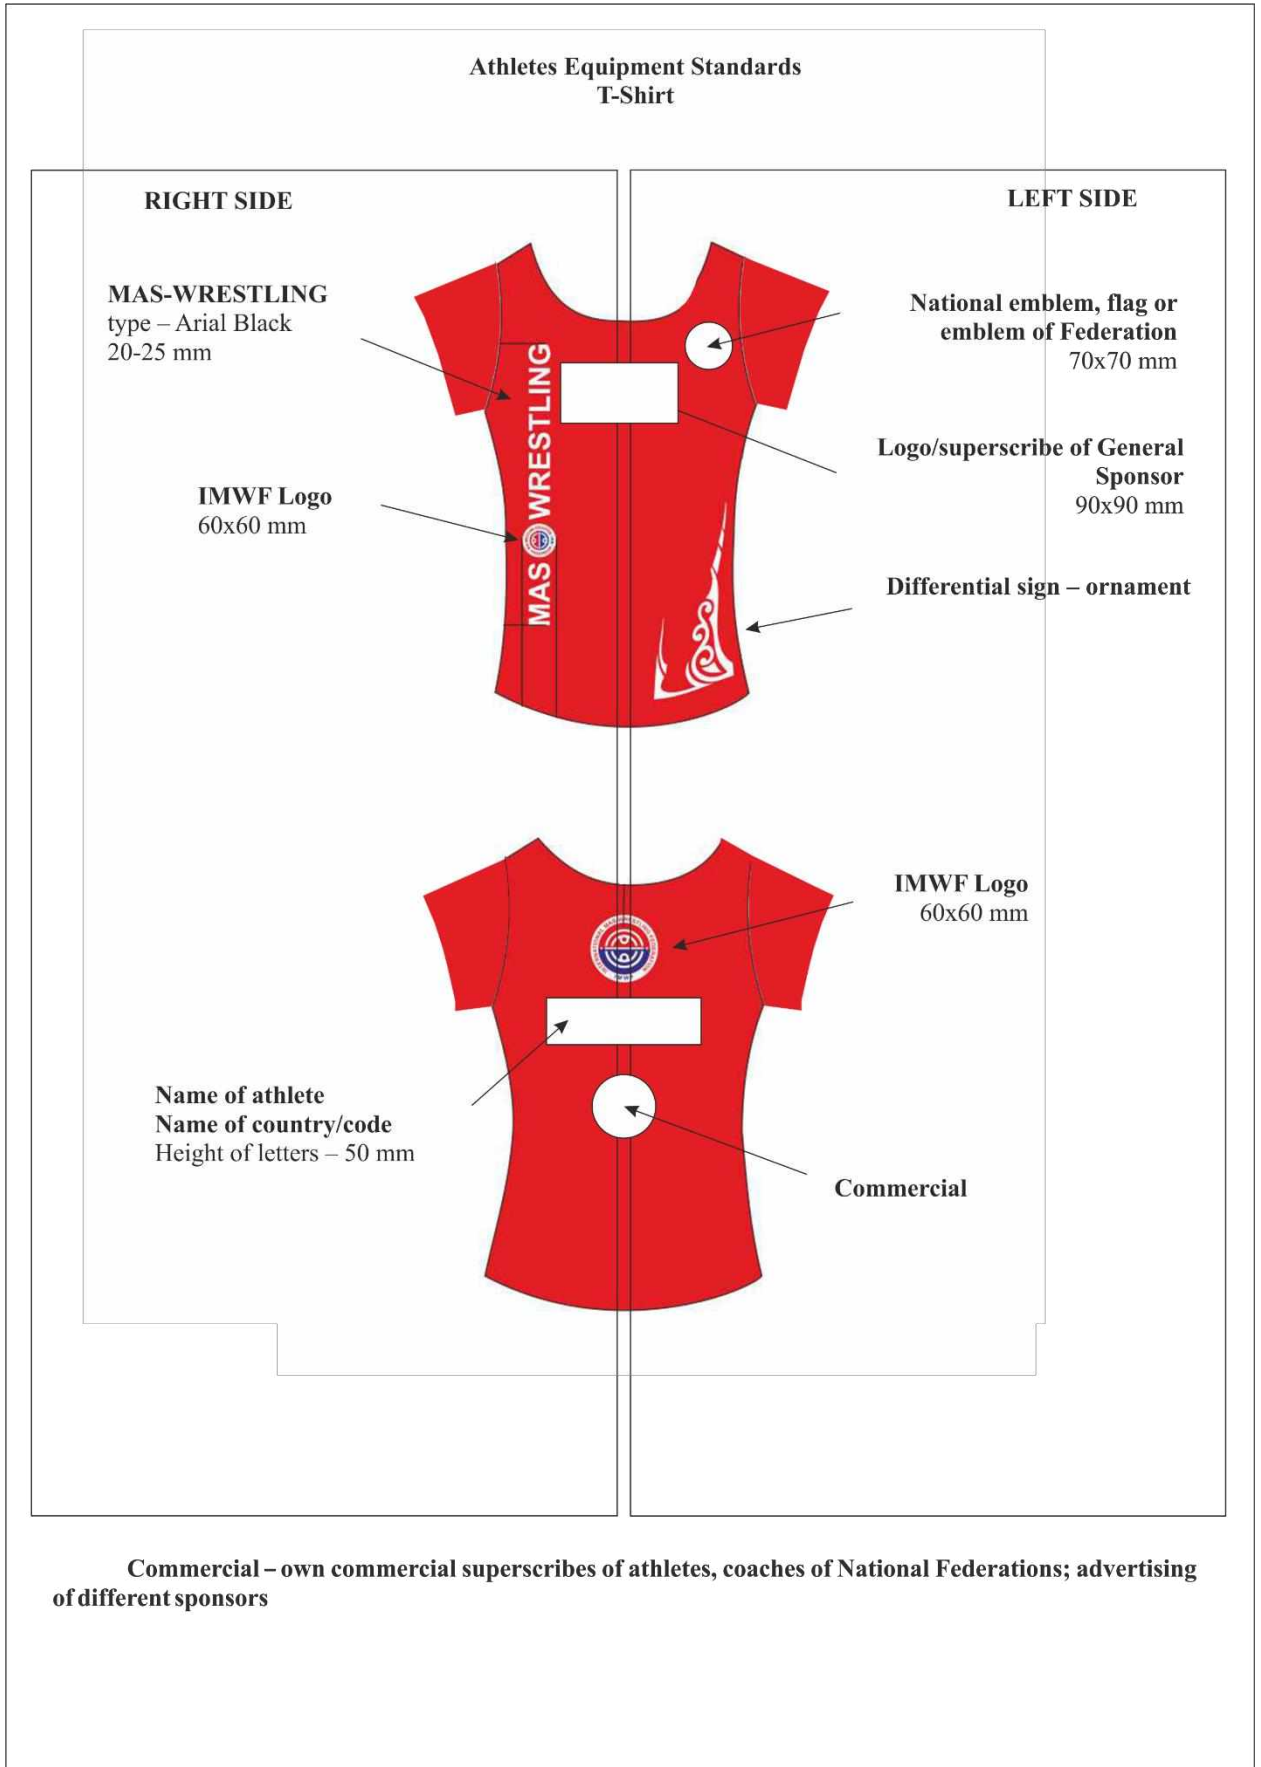 Athletes Equipment Standards
T-Shirt
RIGHT SIDE
LEFT SIDE
MAS-WRESTLING
type – Arial Black
20-25 mm
National emblem, flag or
emblem of Federation
70x70 mm
Logo/superscribe of General
Sponsor
90x90 mm
IMWF Logo
60x60 mm
Differential sign – ornament
MAS WRESTLING
IMWF Logo
60x60 mm
Name of athlete
Name of country/code
Height of letters – 50 mm
Commercial
Commercial – own commercial superscribes of athletes, coaches of National Federations; advertising
of different sponsors